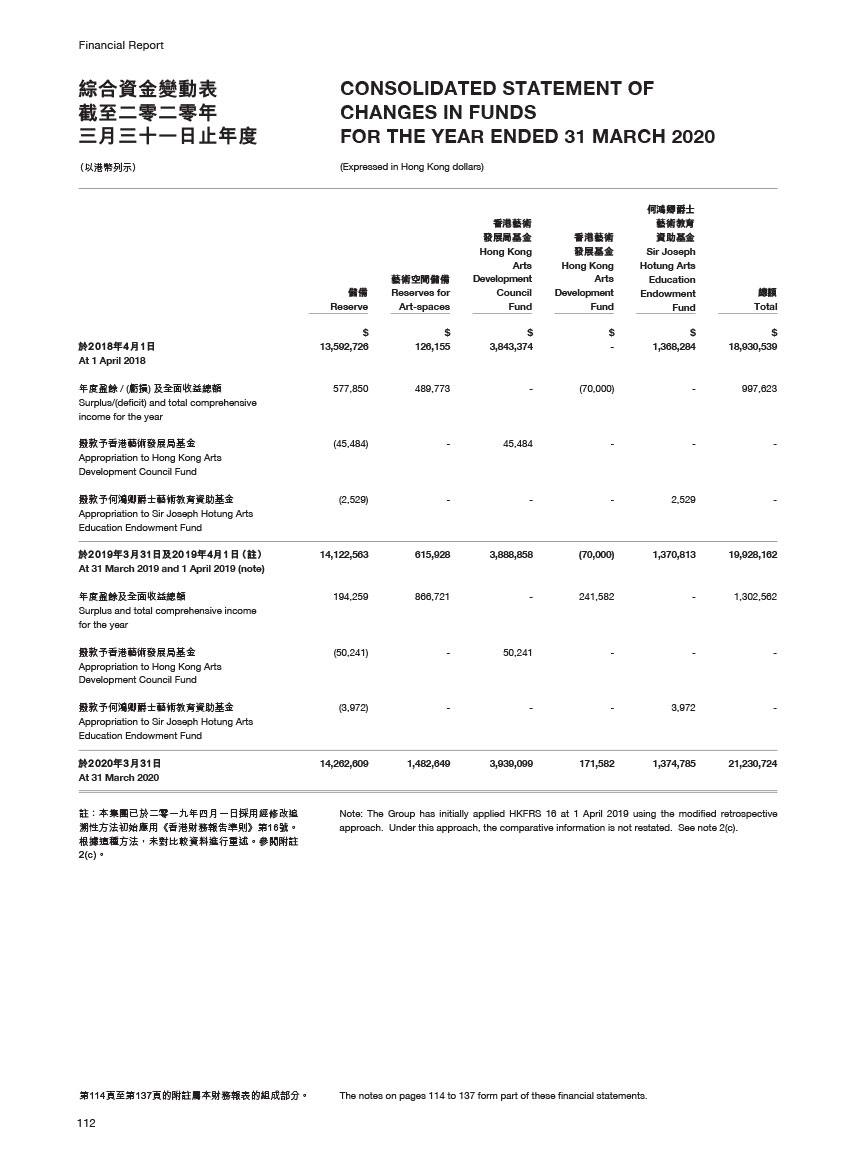 Financial Report
綜合資金變動表
截至二零二零年
三月三十一日止年度
(以港幣列示)
CONSOLIDATED STATEMENT OF
CHANGES IN FUNDS
FOR THE YEAR ENDED 31 MARCH 2020
(Expressed in Hong Kong dollars)
儲備
Reserve
藝術空間儲備
Reserves for
Art-spaces
香港藝術
發展局基金
Hong Kong
Arts
Development
Council
Fund
香港藝術
發展基金
Hong Kong
Arts
Development
Fund
何鴻卿爵士
藝術教育
資助基金
Sir Joseph
Hotung Arts
Education
Endowment
Fund
總額
Total
$ $ $ $ $ $
於2018年4月1日 13,592,726 126,155 3,843,374 - 1,368,284 18,930,539
At 1 April 2018
年度盈餘 / (虧損) 及全面收益總額 577,850 489,773 - (70,000) - 997,623
Surplus/(deficit) and total comprehensive
income for the year
撥款予香港藝術發展局基金 (45,484) - 45,484 - - -
Appropriation to Hong Kong Arts
Development Council Fund
撥款予何鴻卿爵士藝術教育資助基金 (2,529) - - - 2,529 -
Appropriation to Sir Joseph Hotung Arts
Education Endowment Fund
於2019年3月31日及2019年4月1日 (註) 14,122,563 615,928 3,888,858 (70,000) 1,370,813 19,928,162
At 31 March 2019 and 1 April 2019 (note)
年度盈餘及全面收益總額 194,259 866,721 - 241,582 - 1,302,562
Surplus and total comprehensive income
for the year
撥款予香港藝術發展局基金 (50,241) - 50,241 - - -
Appropriation to Hong Kong Arts
Development Council Fund
撥款予何鴻卿爵士藝術教育資助基金 (3,972) - - - 3,972 -
Appropriation to Sir Joseph Hotung Arts
Education Endowment Fund
於2020年3月31日 14,262,609 1,482,649 3,939,099 171,582 1,374,785 21,230,724
At 31 March 2020
註：本集團已於二零一九年四月一日採用經修改追
溯性方法初始應用《香港財務報告準則》第16號。
根據這種方法，未對比較資料進行重述。參閱附註
2(c)。
Note: The Group has initially applied HKFRS 16 at 1 April 2019 using the modified retrospective
approach. Under this approach, the comparative information is not restated. See note 2(c).
第114頁至第137頁的附註屬本財務報表的組成部分。
The notes on pages 114 to 137 form part of these financial statements.
112